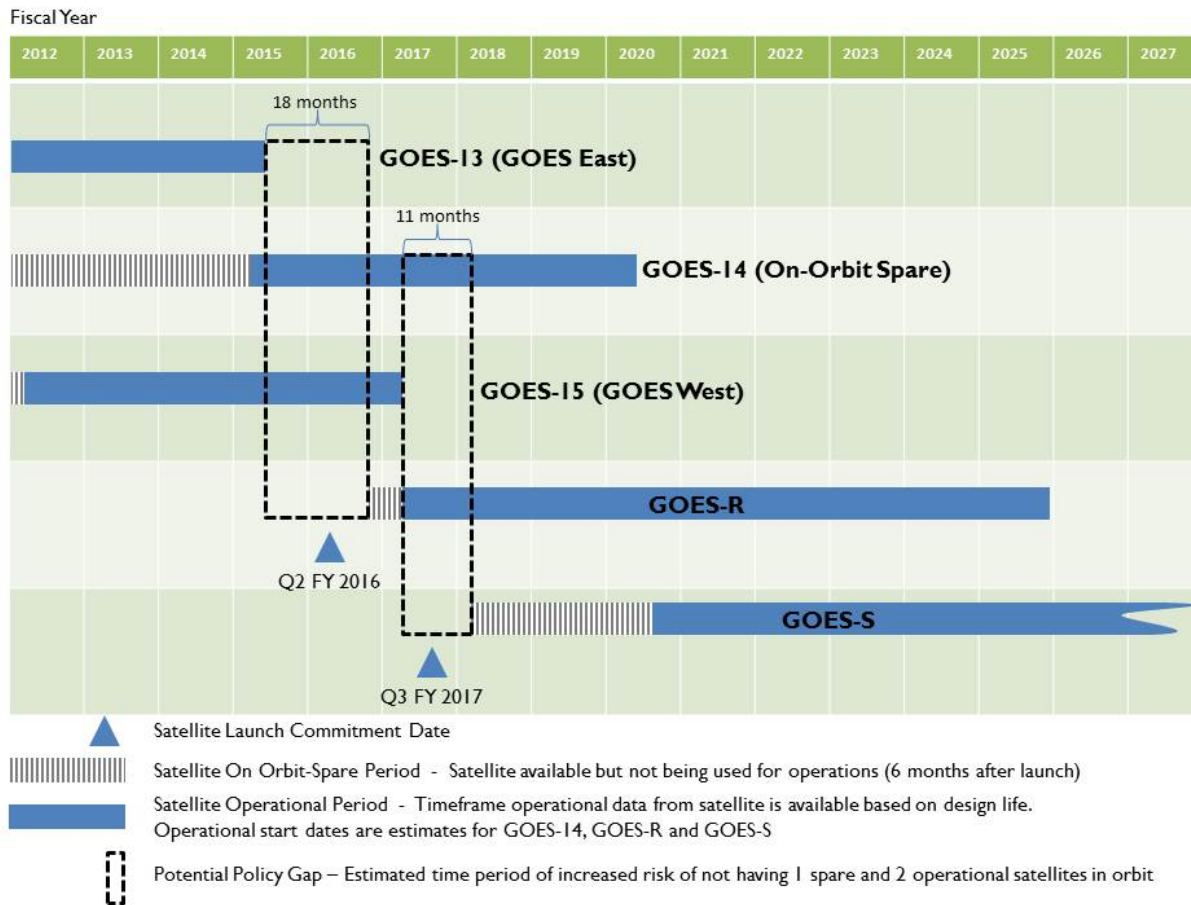 Fiscal Year
2012 2013 2014 2015 2016 2017 2018 2019 2020 2021 2022 2023 2024 2025 2026 2027
18 months
GOES-13 (GOES East)
11 months
GOES-14 (On-Orbit Spare)
GOES-15 (GOES West)
GOES-R
Q2 FY 2016
GOES-S
Q3 FY 2017
Satellite Launch Commitment Date
Satellite On Orbit-Spare Period - Satellite available but not being used for operations (6 months after launch)
Satellite Operational Period - Timeframe operational data from satellite is available based on design life.
Operational start dates are estimates for GOES-14, GOES-R and GOES-S
Potential Policy Gap – Estimated time period of increased risk of not having 1 spare and 2 operational satellites in orbit